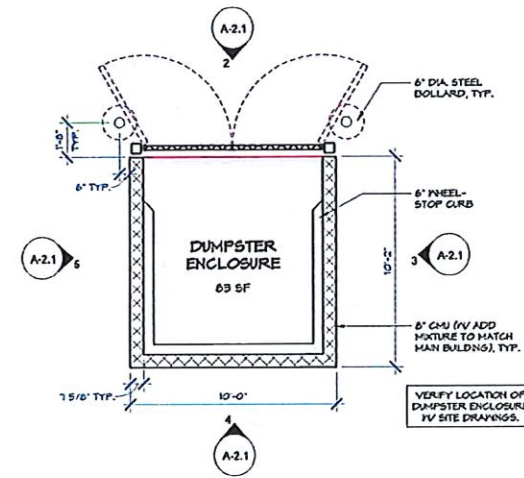 A-2.1
2
6" DIA. STEEL
BOLLARD, TYP.
1'-8"
6" TYP.
6" WHEEL-
STOP CURB
A-2.1
5
DUMPSTER
ENCLOSURE
83 SF
10'-2"
3
A-2.1
8" CMU (W/ ADD
MIXTURE TO MATCH
MAIN BUILDING), TYP.
7 5/8" TYP.
10'-0"
VERIFY LOCATION OF
DUMPSTER ENCLOSURE
W/ SITE DRAWINGS.
4
A-2.1